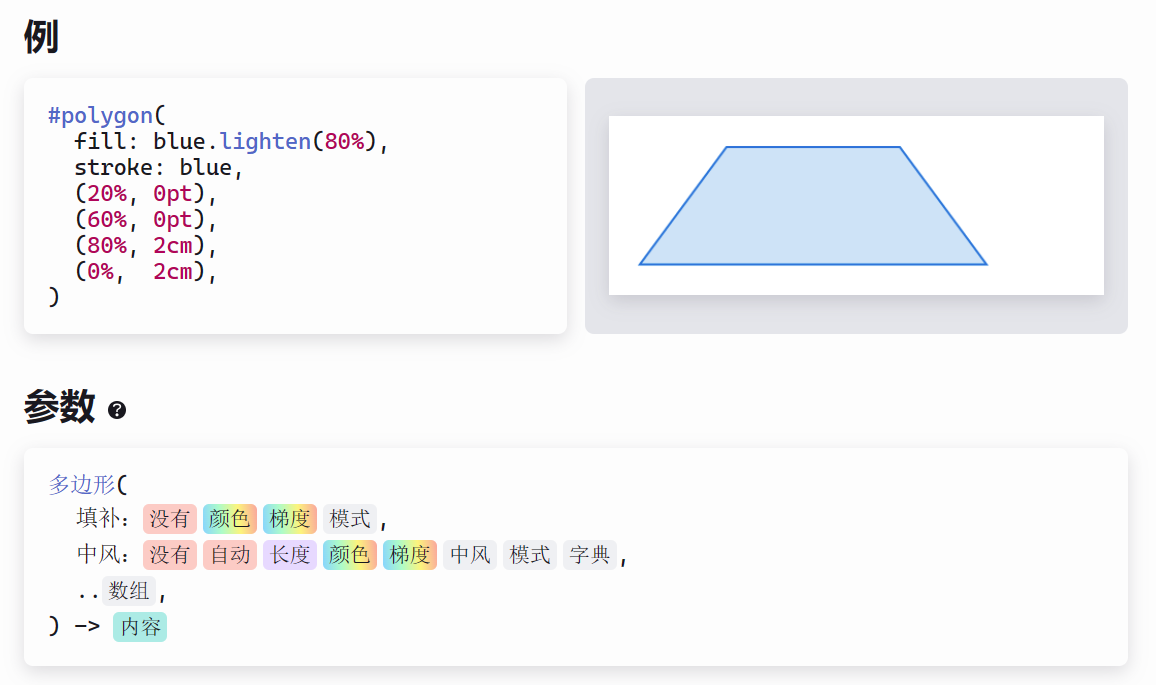 例
#polygon(
  fill: blue.lighten(80%),
  stroke: blue,
  (20%, 0pt),
  (60%, 0pt),
  (80%, 2cm),
  (0%,  2cm),
)
参数 ?
多边形(
  填补: 没有 颜色 梯度 模式,
  中风: 没有 自动 长度 颜色 梯度 中风 模式 字典,
  ..数组,
) -> 内容